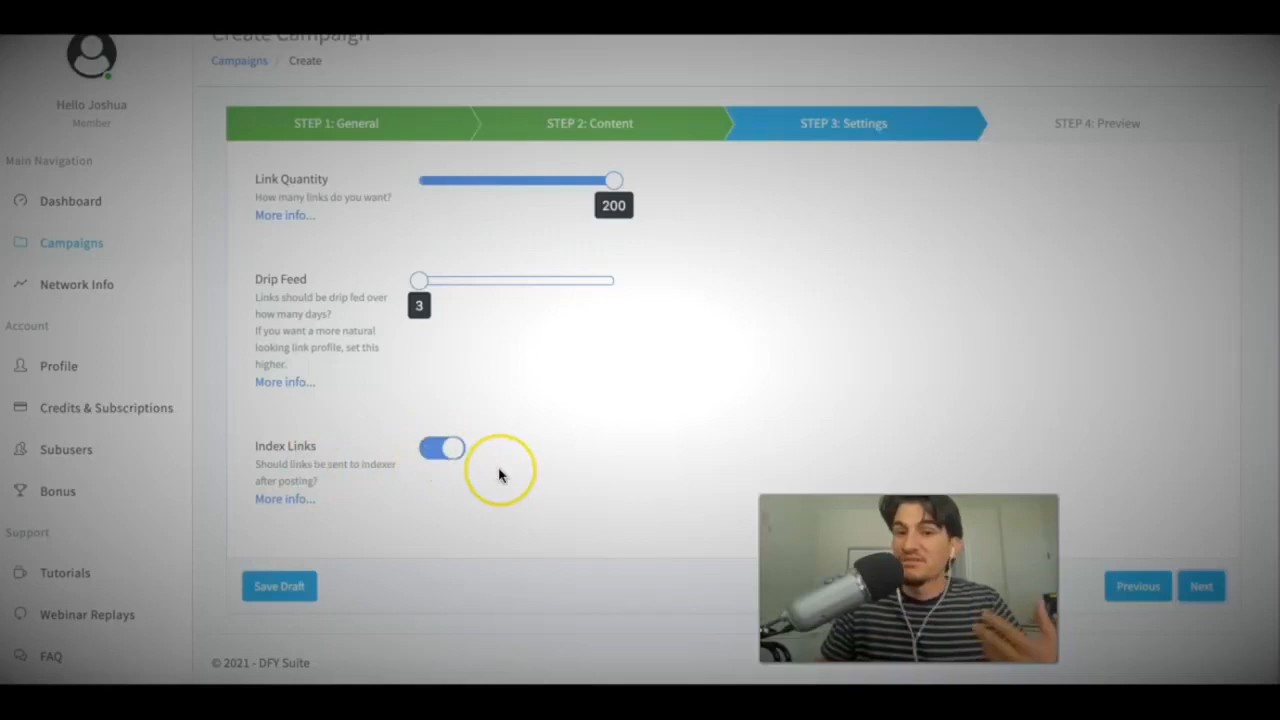 Create Campaign
Campaigns / Create
Hello Joshua
Member
Main Navigation
Dashboard
Campaigns
Network Info
Account
Profile
Credits & Subscriptions
Subusers
Bonus
Support
Tutorials
Webinar Replays
FAQ
STEP 1: General
STEP 2: Content
STEP 3: Settings
STEP 4: Preview
Link Quantity
How many links do you want?
More info...
200
Drip Feed
Links should be drip fed over
how many days?
If you want a more natural
looking link profile, set this
higher.
More info...
3
Index Links
Should links be sent to indexer
after posting?
More info...
Save Draft
Previous
Next
© 2021 - DFY Suite